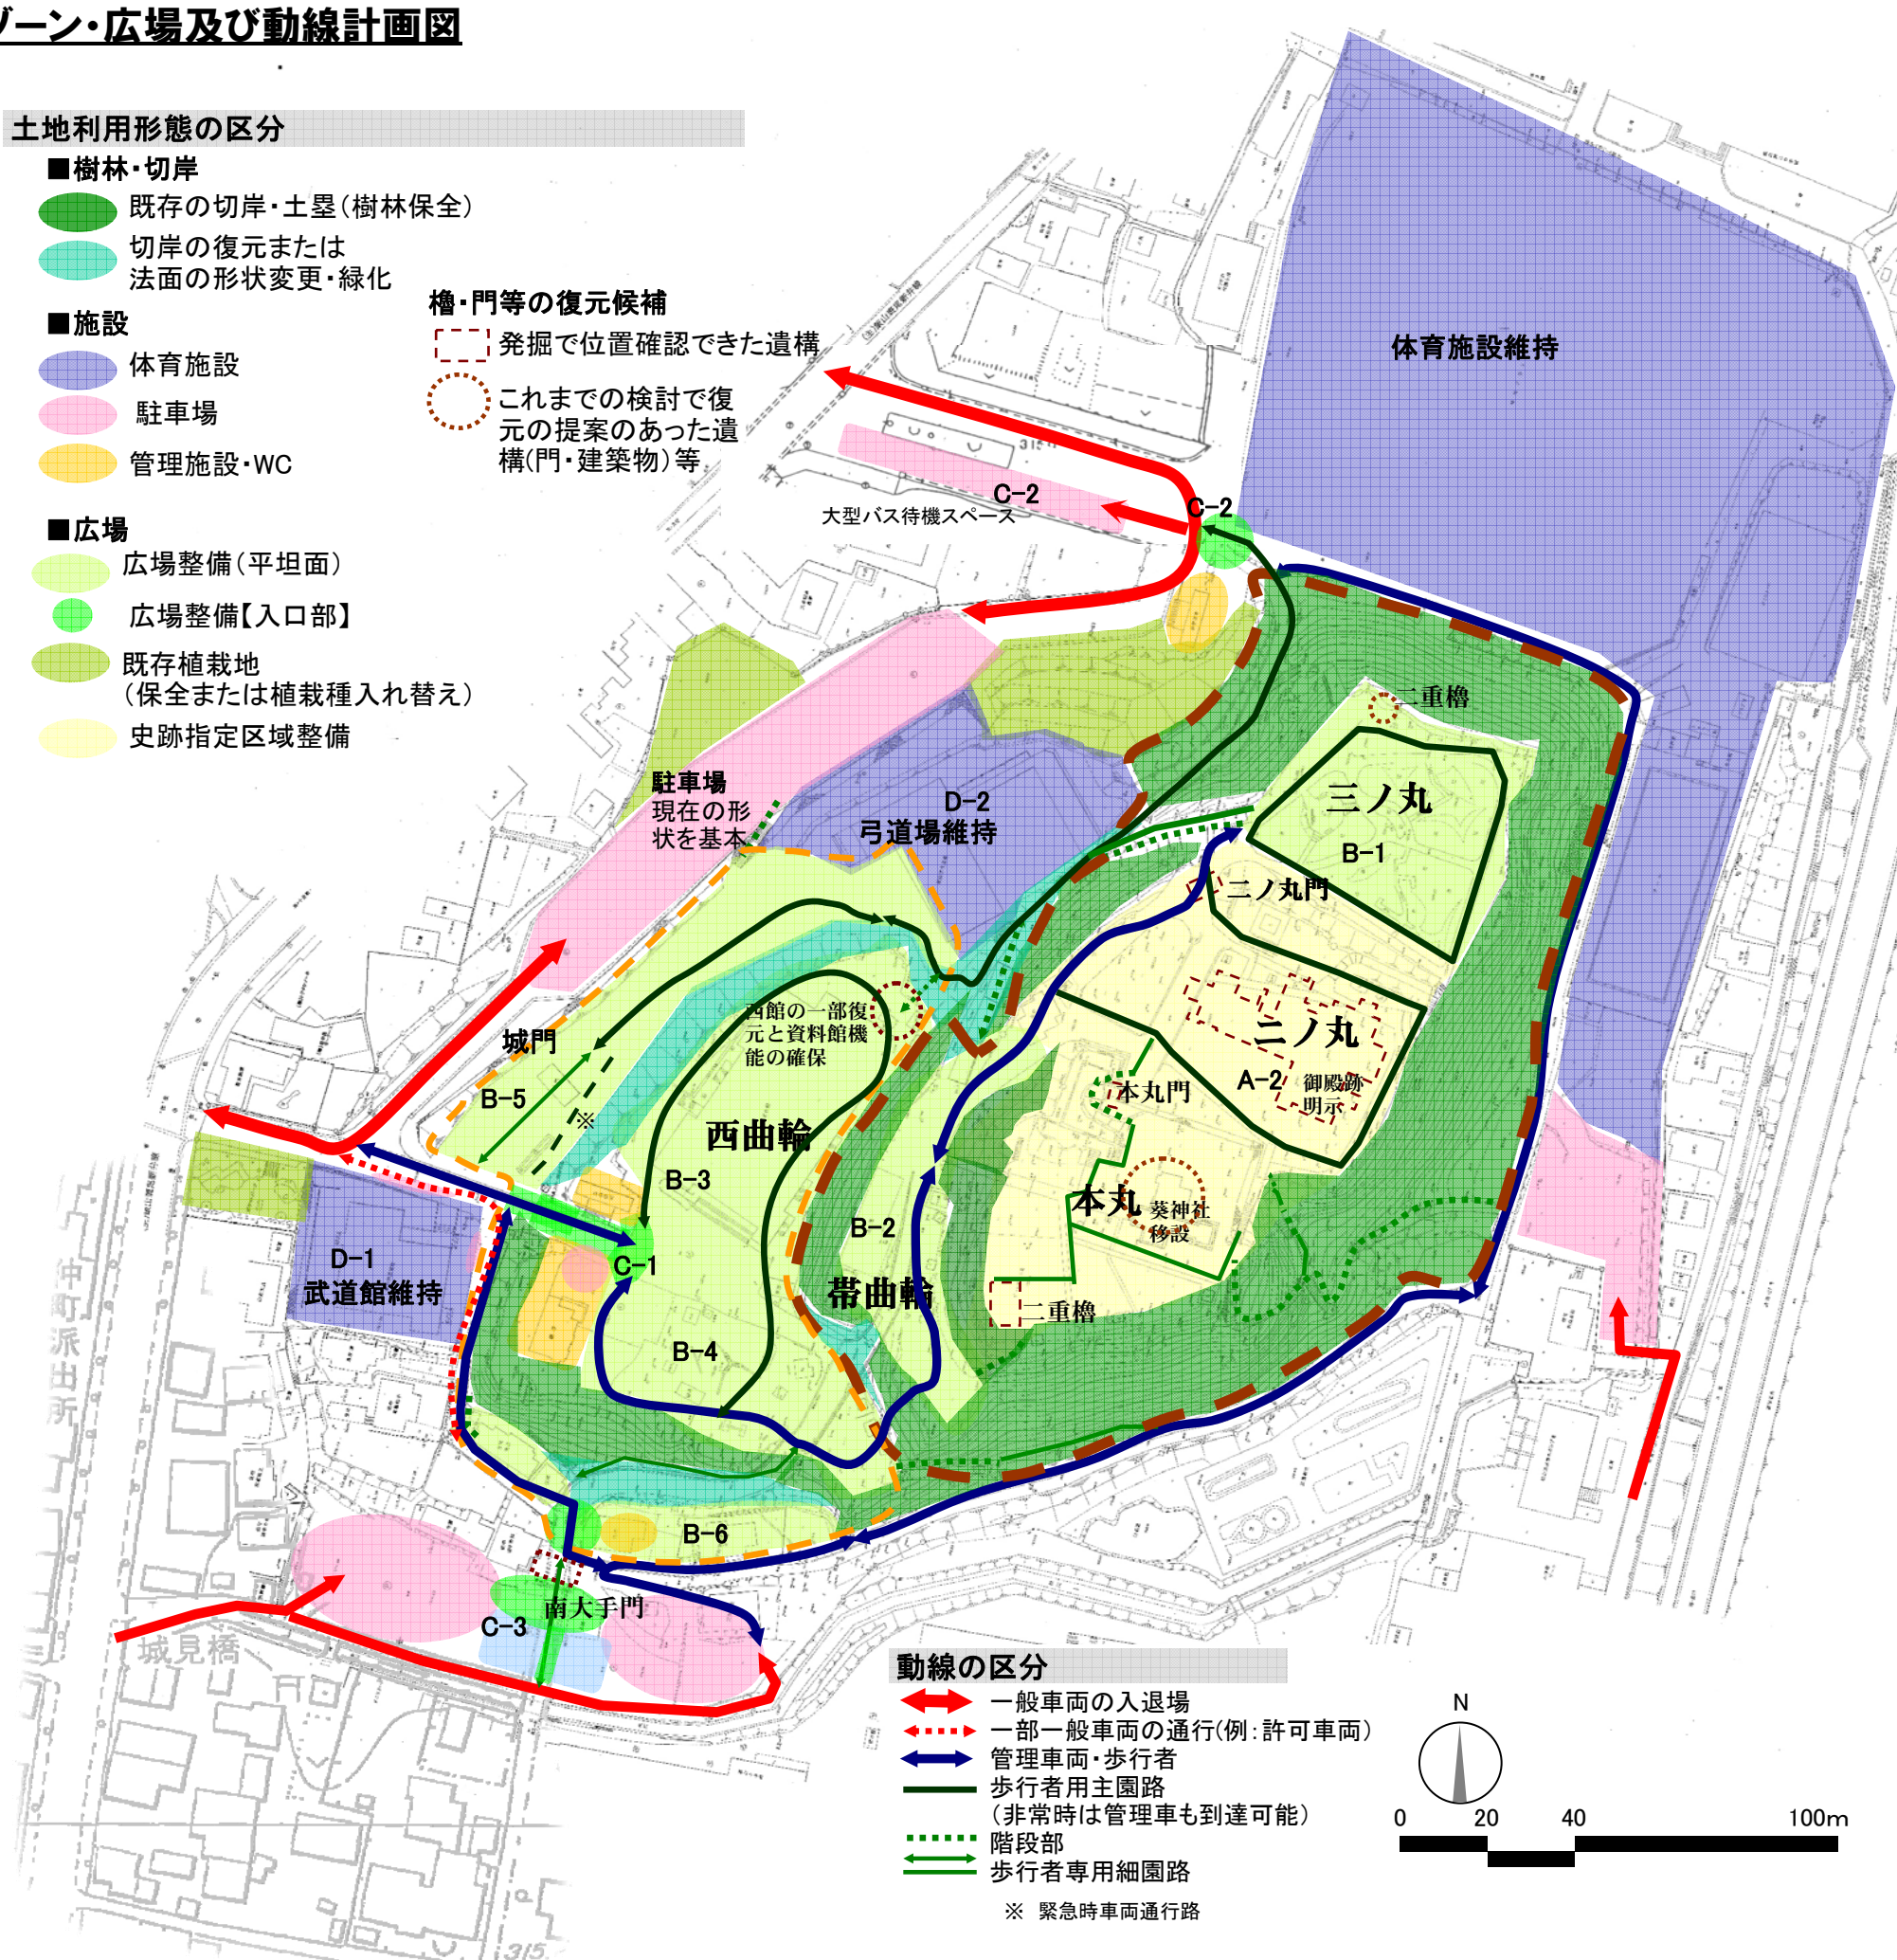 ゾーン・広場及び動線計画図
土地利用形態の区分
■樹林・切岸
既存の切岸・土塁(樹林保全)
切岸の復元または
法面の形状変更・緑化
■施設
体育施設
駐車場
管理施設・WC
■広場
広場整備(平坦面)
広場整備【入口部】
既存植栽地
(保全または植栽種入れ替え)
史跡指定区域整備
櫓・門等の復元候補
発掘で位置確認できた遺構
これまでの検討で復
元の提案のあった遺
構(門・建築物)等
体育施設維持
C-2
大型バス待機スペース
C-2
二重櫓
駐車場
現在の形
状を基本
D-2
弓道場維持
三ノ丸
B-1
二ノ丸門
西館の一部復
元と資料館機
能の確保
城門
B-5
※
二ノ丸
A-2
御殿跡
明示
本丸門
西曲輪
B-3
本丸
葵神社
移設
B-2
C-1
D-1
武道館維持
帯曲輪
二重櫓
B-4
仲町派出所
B-6
南大手門
C-3
城見橋
動線の区分
一般車両の入退場
一部一般車両の通行(例:許可車両)
管理車両・歩行者
歩行者用主園路
(非常時は管理車も到達可能)
階段部
歩行者専用細園路
※ 緊急時車両通行路
N
0 20 40 100m
315